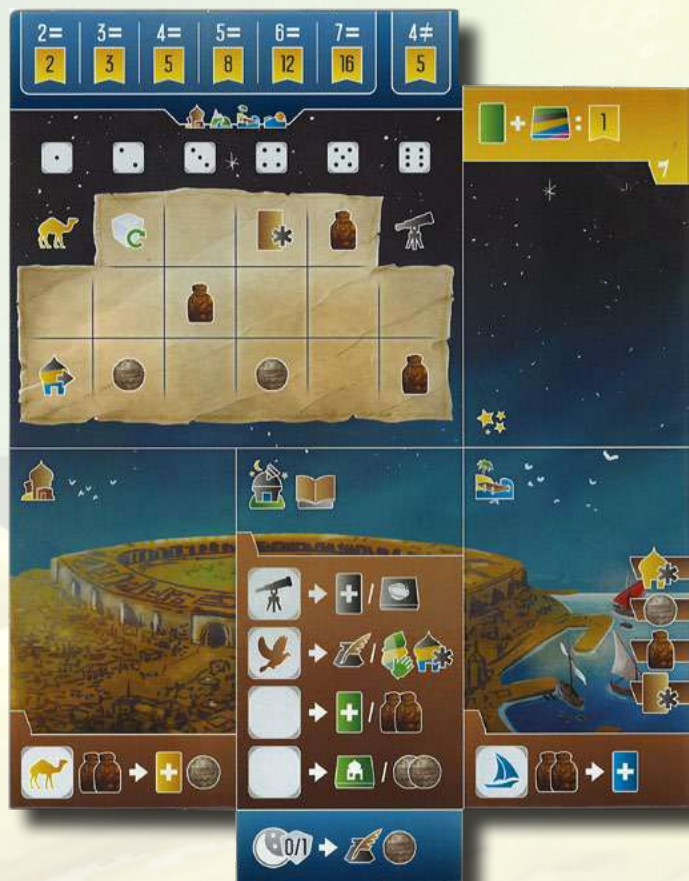 2= 3= 4= 5= 6= 7= 4≠
2 3 5 8 12 16 5
+ : 1
7
+ /
/
+ /
/
+
+
0/1